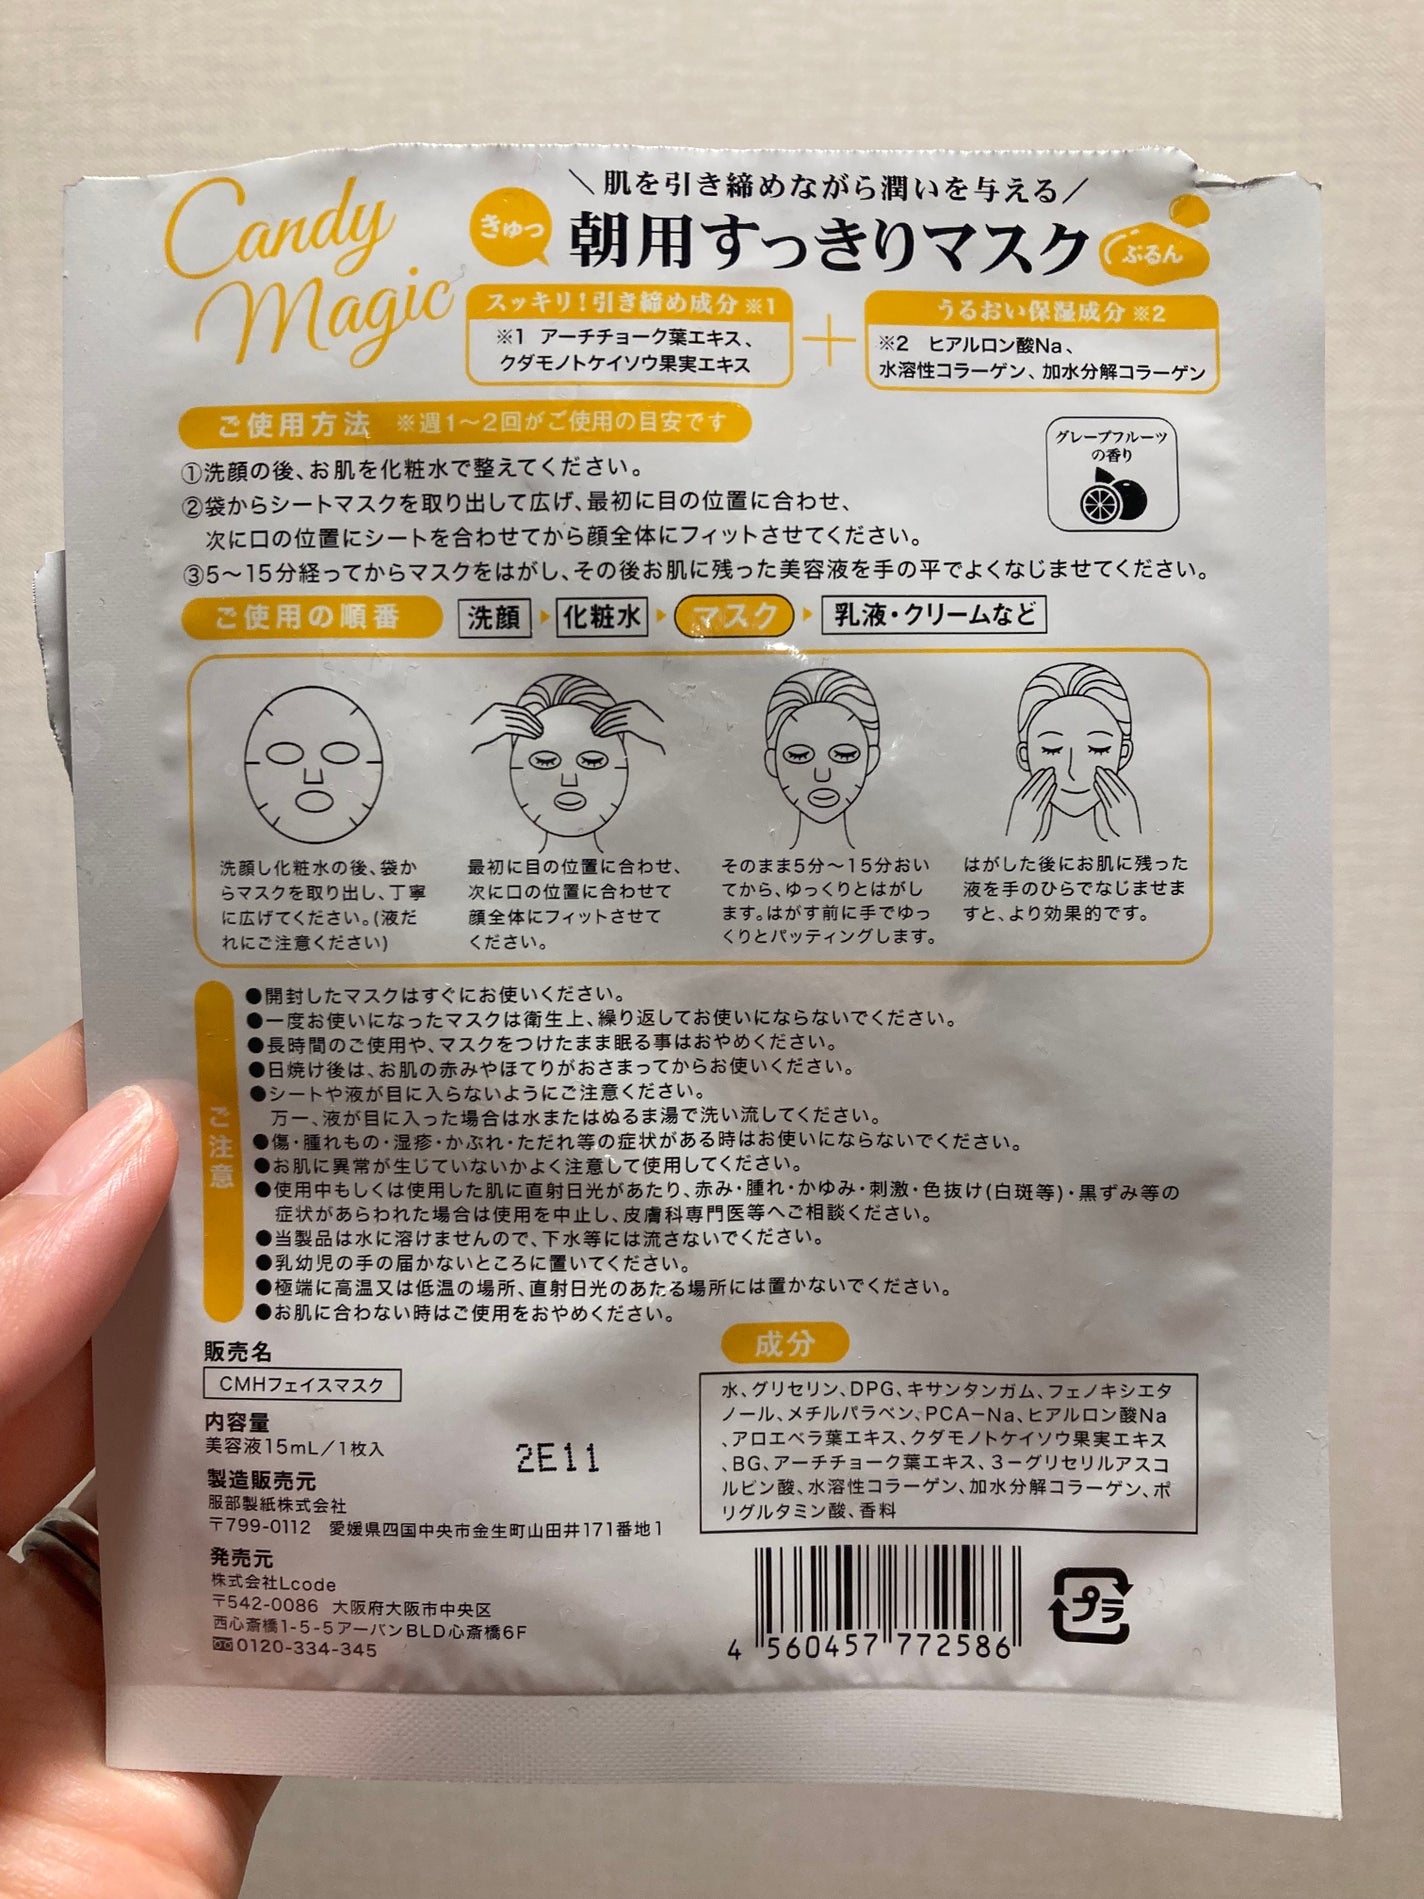 Candy
Magic
＼肌を引き締めながら潤いを与える／
きゅっ 朝用すっきりマスク ぷるん
スッキリ！引き締め成分※1
※1 アーチチョーク葉エキス、
クダモノトケイソウ果実エキス
＋
うるおい保湿成分※2
※2 ヒアルロン酸Na、
水溶性コラーゲン、加水分解コラーゲン
ご使用方法 ※週1〜2回がご使用の目安です
グレープフルーツ
の香り
①洗顔の後、お肌を化粧水で整えてください。
②袋からシートマスクを取り出して広げ、最初に目の位置に合わせ、
次に口の位置にシートを合わせてから顔全体にフィットさせてください。
③5〜15分経ってからマスクをはがし、その後お肌に残った美容液を手の平でよくなじませてください。
ご使用の順番 洗顔 化粧水 マスク 乳液・クリームなど
洗顔し化粧水の後、袋か
らマスクを取り出し、丁寧
に広げてください。(液だ
れにご注意ください)
最初に目の位置に合わせ、
次に口の位置に合わせて
顔全体にフィットさせて
ください。
そのまま5分〜15分おい
てから、ゆっくりとはがし
ます。はがす前に手でゆっ
くりとパッティングします。
はがした後にお肌に残った
液を手のひらでなじませま
すと、より効果的です。
ご注意
●開封したマスクはすぐにお使いください。
●一度お使いになったマスクは衛生上、繰り返してお使いにならないでください。
●長時間のご使用や、マスクをつけたまま眠る事はおやめください。
●日焼け後は、お肌の赤みやほてりがおさまってからお使いください。
●シートや液が目に入らないようにご注意ください。
万一、液が目に入った場合は水またはぬるま湯で洗い流してください。
●傷・腫れもの・湿疹・かぶれ・ただれ等の症状がある時はお使いにならないでください。
●お肌に異常が生じていないかよく注意して使用してください。
●使用中もしくは使用した肌に直射日光があたり、赤み・腫れ・かゆみ・刺激・色抜け(白斑等)・黒ずみ等の
症状があらわれた場合は使用を中止し、皮膚科専門医等へご相談ください。
●当製品は水に溶けませんので、下水等には流さないでください。
●乳幼児の手の届かないところに置いてください。
●極端に高温又は低温の場所、直射日光のあたる場所には置かないでください。
●お肌に合わない時はご使用をおやめください。
販売名
CMHフェイスマスク
内容量
美容液15mL／1枚入
2E11
製造販売元
服部製紙株式会社
〒799-0112 愛媛県四国中央市金生町山田井171番地1
発売元
株式会社Lcode
〒542-0086 大阪府大阪市中央区
西心斎橋1-5-5アーバンBLD心斎橋6F
0120-334-345
成分
水、グリセリン、DPG、キサンタンガム、フェノキシエタ
ノール、メチルパラベン、PCA－Na、ヒアルロン酸Na
、アロエベラ葉エキス、クダモノトケイソウ果実エキス
、BG、アーチチョーク葉エキス、3－グリセリルアスコ
ルビン酸、水溶性コラーゲン、加水分解コラーゲン、ポ
リグルタミン酸、香料
4 560457 772586
プラ